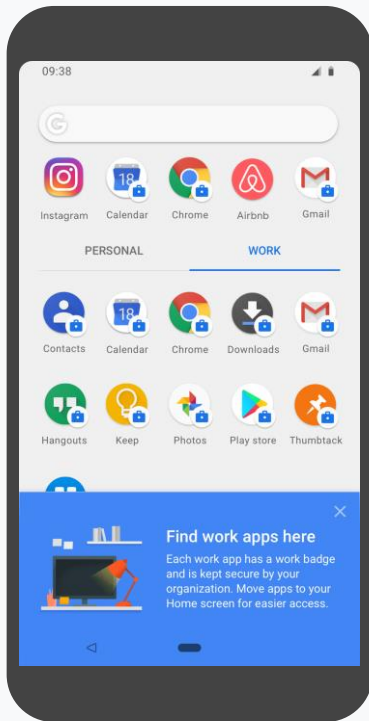 09:38
G
Instagram Calendar Chrome Airbnb Gmail
PERSONAL WORK
Contacts Calendar Chrome Downloads Gmail
Hangouts Keep Photos Play store Thumbtack
Find work apps here
Each work app has a work badge
and is kept secure by your
organization. Move apps to your
Home screen for easier access.